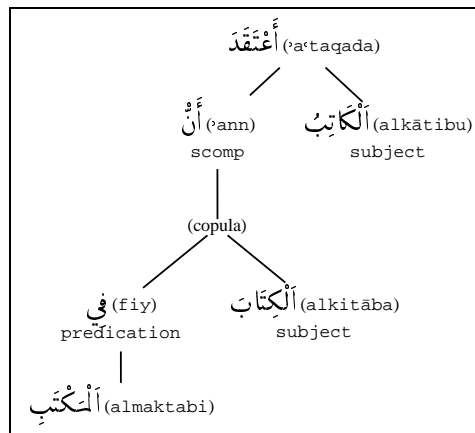 أَعْتَقَدَ (ʾaʿtaqada)
أَنّْ (ʾann) اَلْكَاتِبُ (alkātibu)
scomp subject
(copula)
فِي (fiy) اَلْكِتَابَ (alkitāba)
predication subject
اَلْمَكْتَبِ (almaktabi)